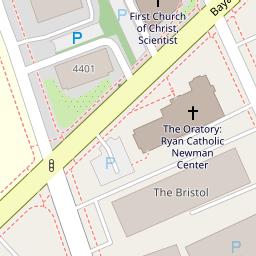 First Church
of Christ,
Scientist
P
4401
The Oratory:
Ryan Catholic
Newman
Center
P
The Bristol
P